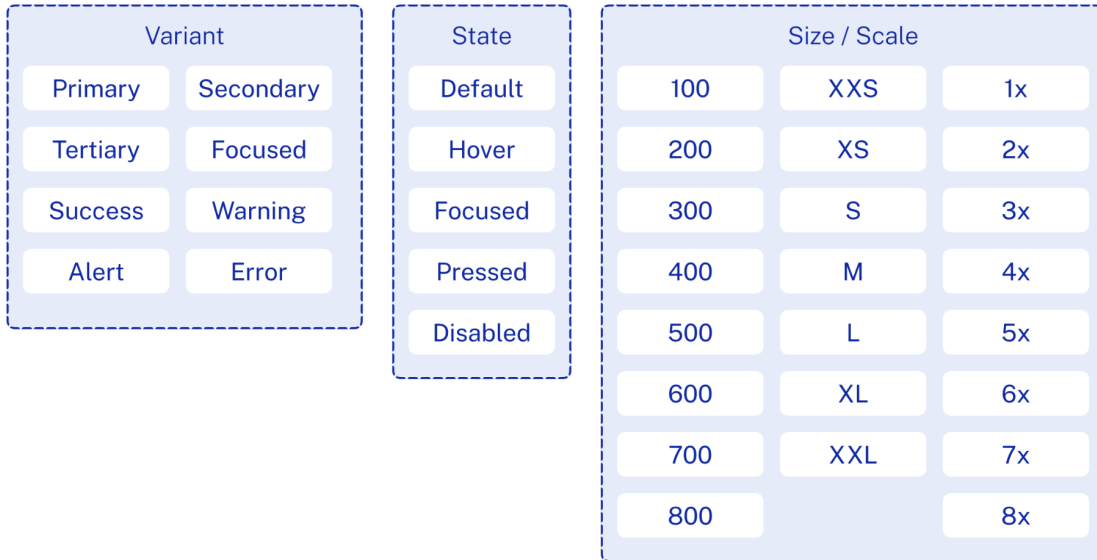 Variant
Primary
Secondary
Tertiary
Focused
Success
Warning
Alert
Error
State
Default
Hover
Focused
Pressed
Disabled
Size / Scale
100
XXS
1x
200
XS
2x
300
S
3x
400
M
4x
500
L
5x
600
XL
6x
700
XXL
7x
800
8x